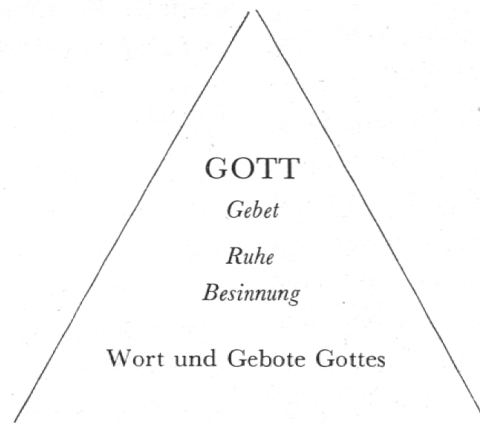 GOTT
Gebet
Ruhe
Besinnung
Wort und Gebote Gottes